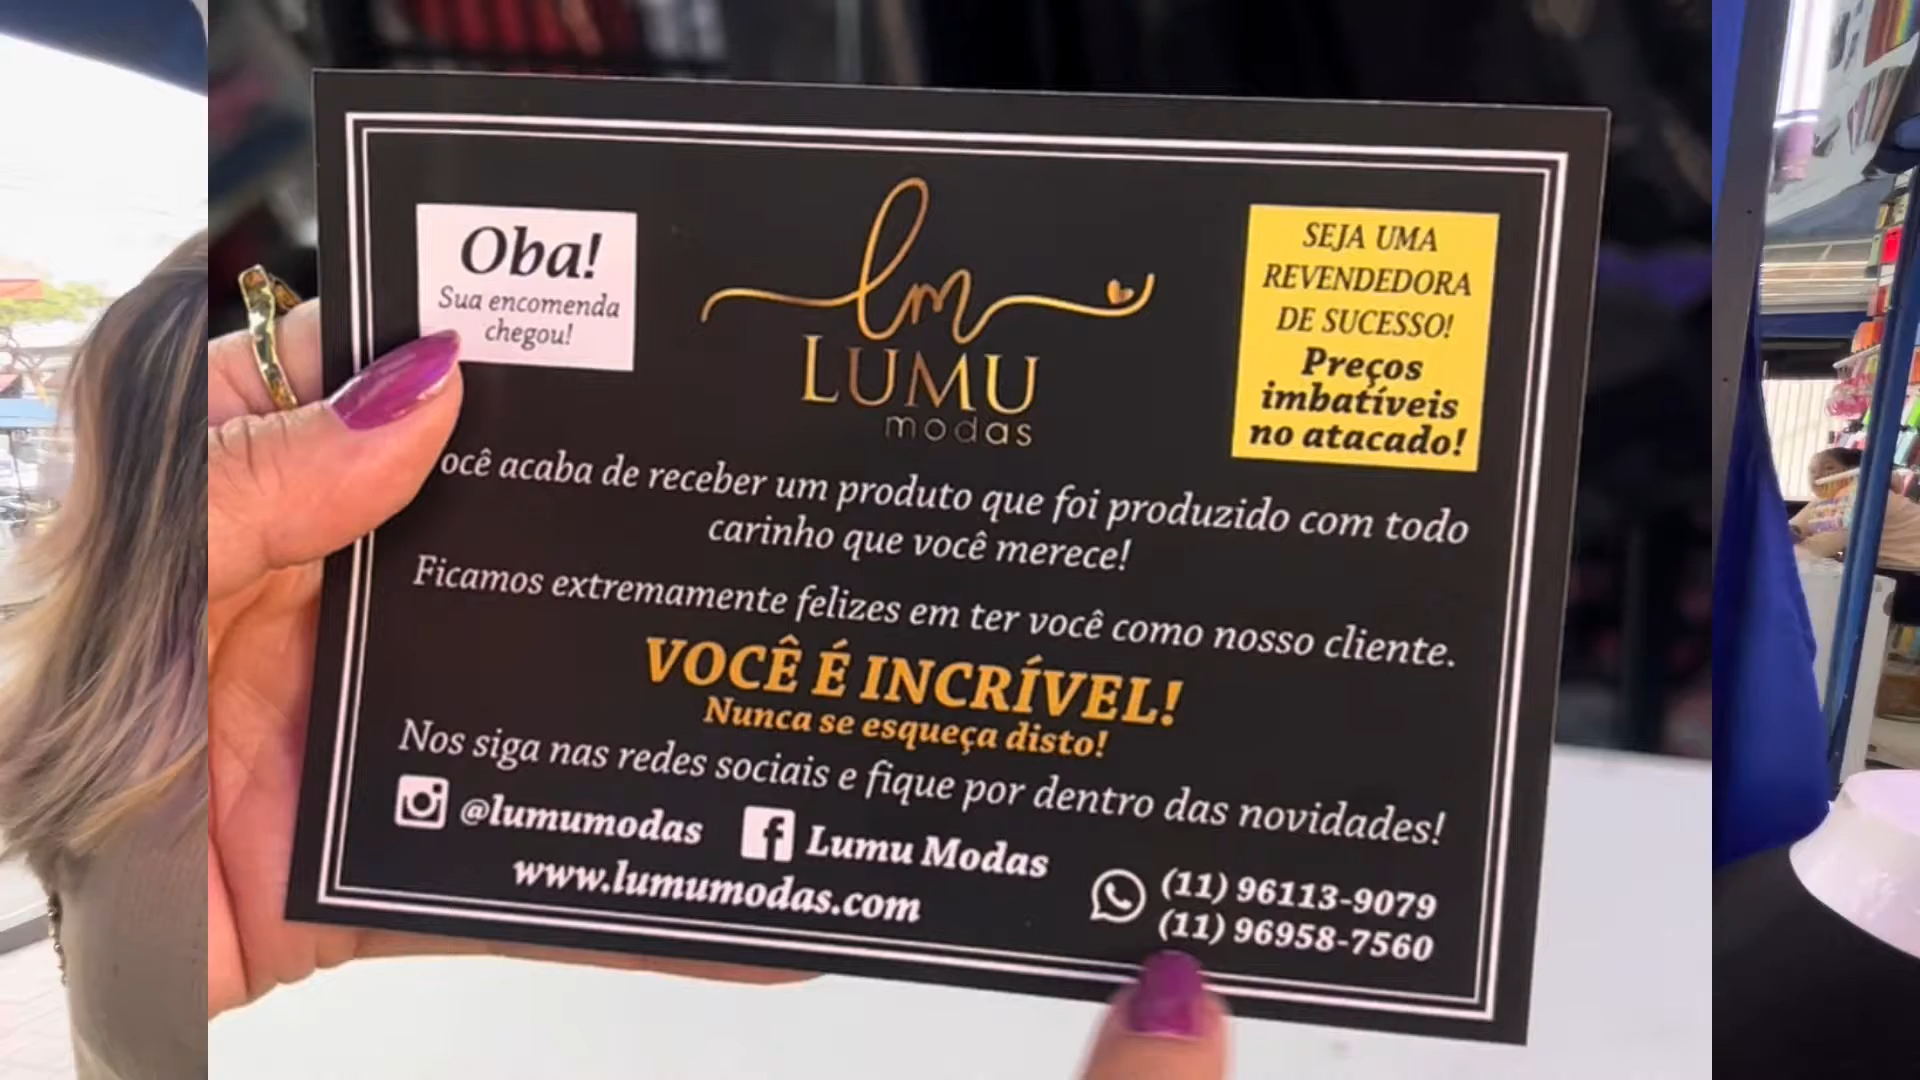 Oba!
Sua encomenda
chegou!
lm
LUMU
modas
SEJA UMA
REVENDEDORA
DE SUCESSO!
Preços
imbatíveis
no atacado!
ocê acaba de receber um produto que foi produzido com todo
carinho que você merece!
Ficamos extremamente felizes em ter você como nosso cliente.
VOCÊ É INCRÍVEL!
Nunca se esqueça disto!
Nos siga nas redes sociais e fique por dentro das novidades!
@lumumodas
Lumu Modas
www.lumumodas.com
(11) 96113-9079
(11) 96958-7560